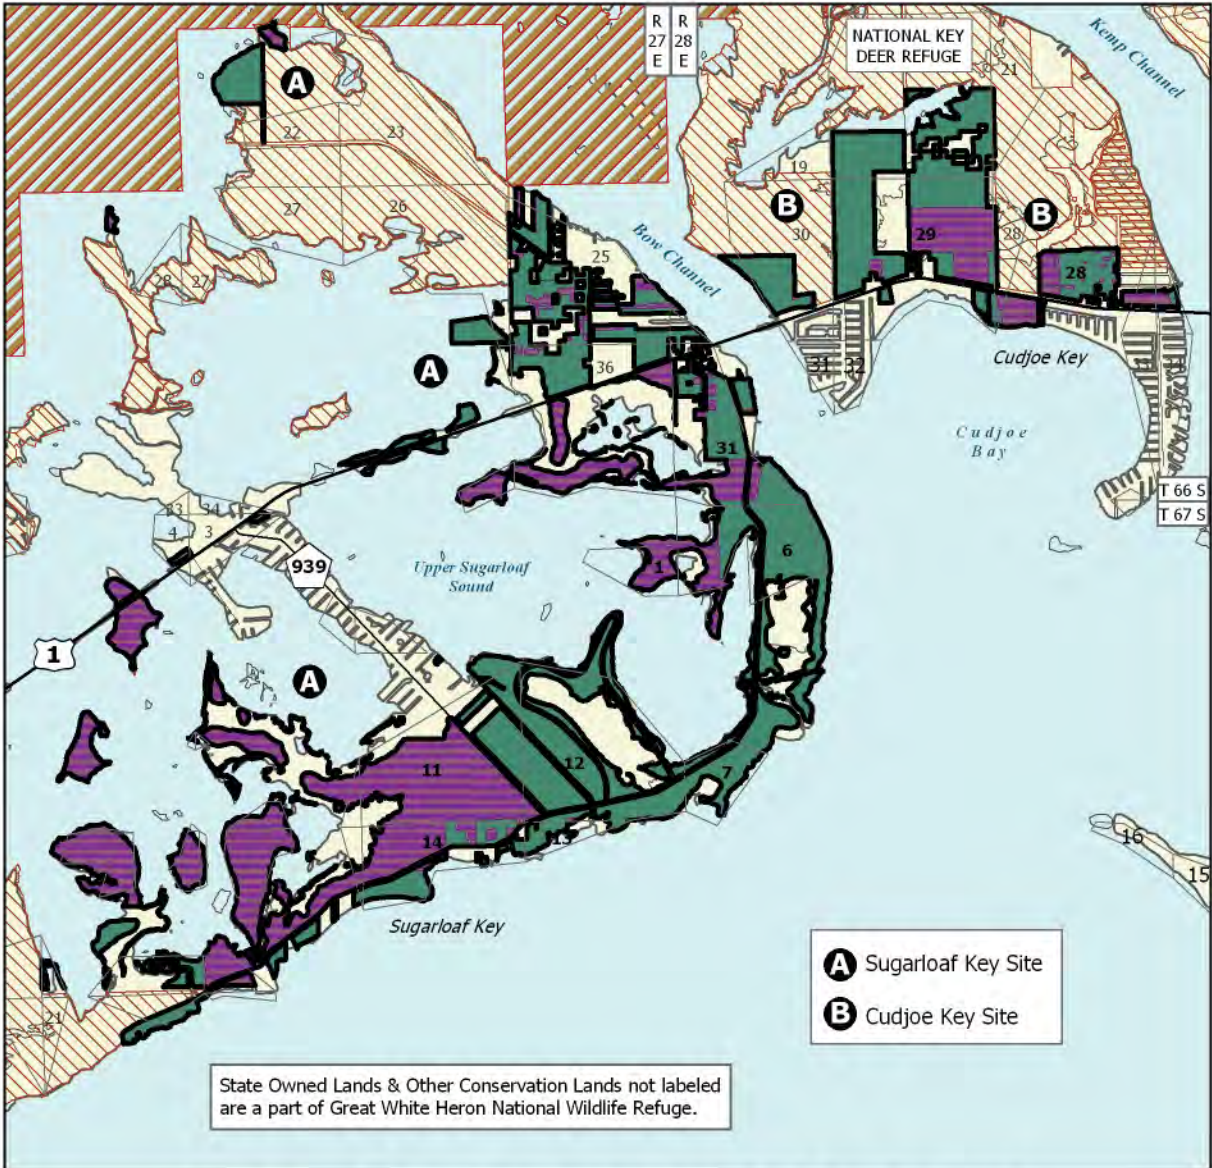 R
27
E
R
28
E
NATIONAL KEY
DEER REFUGE
Kemp Channel
21
A
22
23
19
B
30
29
28
B
28
27
26
25
Bow Channel
28
27
36
A
31
32
Cudjoe Key
Cudjoe
Bay
T 66 S
T 67 S
31
33
34
4
3
939
Upper Sugarloaf
Sound
1
6
1
A
11
12
7
14
13
16
15
Sugarloaf Key
21
A Sugarloaf Key Site
B Cudjoe Key Site
State Owned Lands & Other Conservation Lands not labeled
are a part of Great White Heron National Wildlife Refuge.